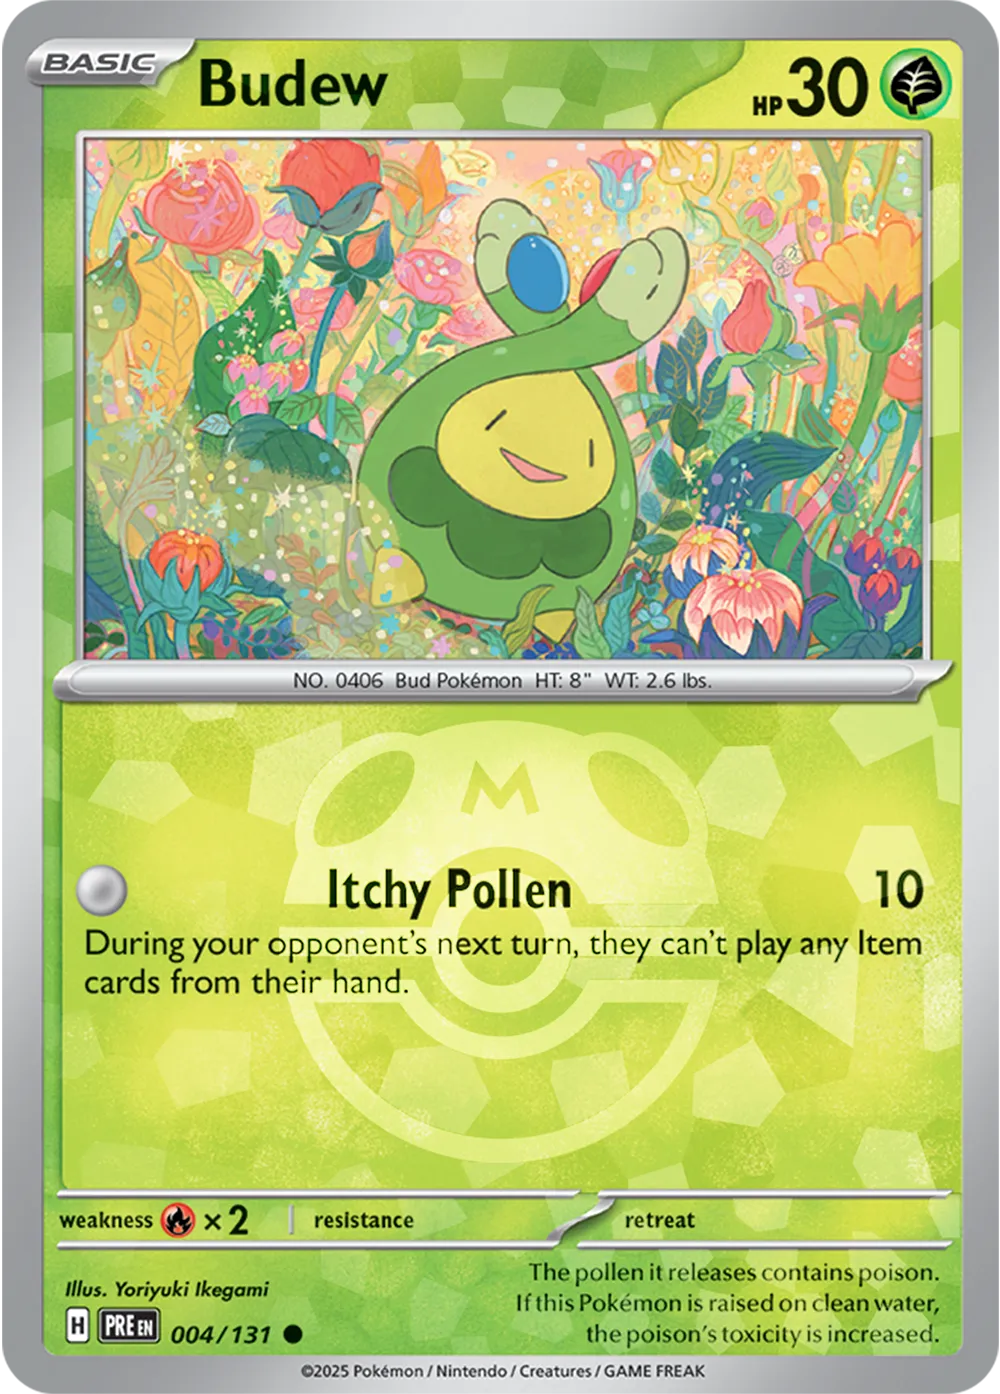 BASIC
Budew
HP 30
NO. 0406 Bud Pokémon HT: 8" WT: 2.6 lbs.
M
Itchy Pollen 10
During your opponent's next turn, they can't play any Item
cards from their hand.
weakness ×2 resistance retreat
Illus. Yoriyuki Ikegami
The pollen it releases contains poison.
If this Pokémon is raised on clean water,
the poison's toxicity is increased.
H PRE EN 004/131
©2025 Pokémon / Nintendo / Creatures / GAME FREAK